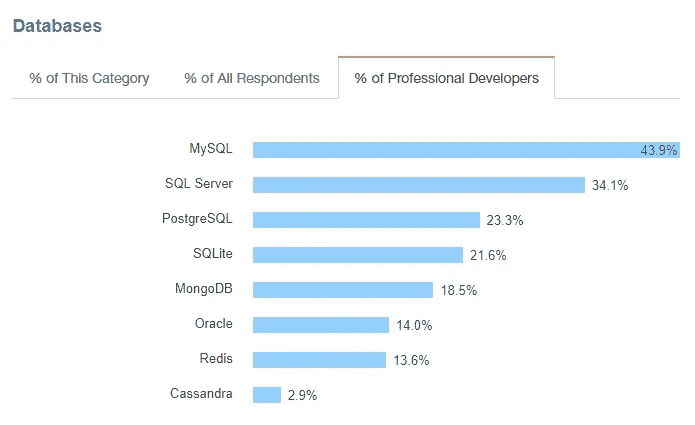 Databases
% of This Category % of All Respondents % of Professional Developers
MySQL 43.9%
SQL Server 34.1%
PostgreSQL 23.3%
SQLite 21.6%
MongoDB 18.5%
Oracle 14.0%
Redis 13.6%
Cassandra 2.9%